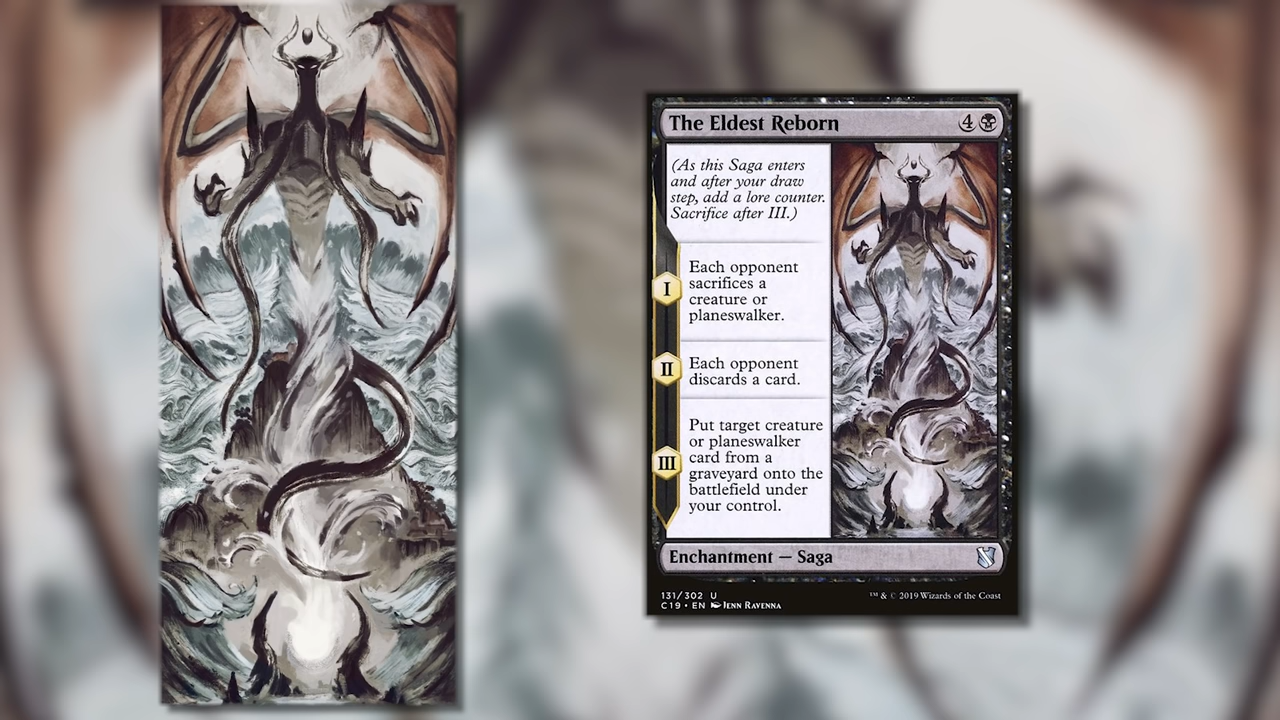 The Eldest Reborn 4
(As this Saga enters
and after your draw
step, add a lore counter.
Sacrifice after III.)
I
Each opponent
sacrifices a
creature or
planeswalker.
II
Each opponent
discards a card.
III
Put target creature
or planeswalker
card from a
graveyard onto the
battlefield under
your control.
Enchantment — Saga
131/302 U
C19 • EN Jenn Ravenna
™ & © 2019 Wizards of the Coast